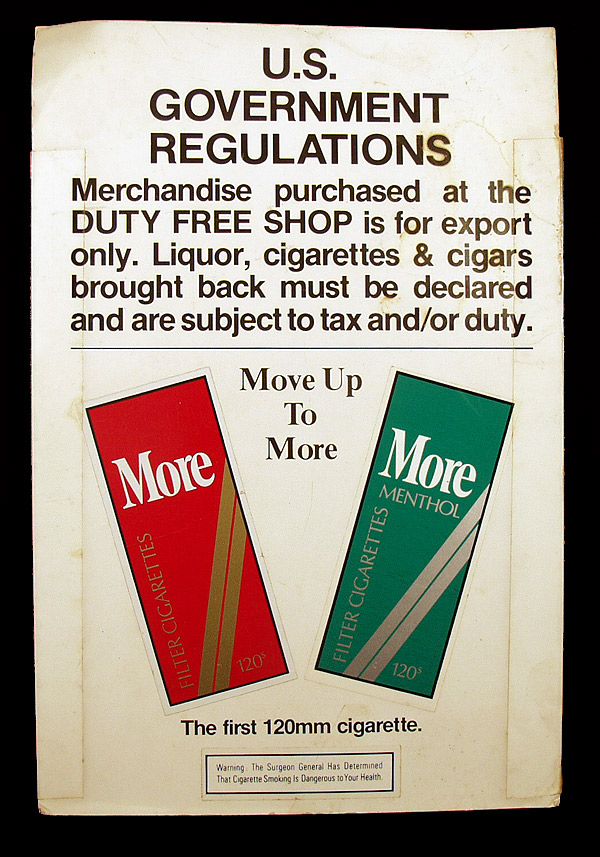 U.S.
GOVERNMENT
REGULATIONS
Merchandise purchased at the
DUTY FREE SHOP is for export
only. Liquor, cigarettes & cigars
brought back must be declared
and are subject to tax and/or duty.
Move Up
To
More
More
FILTER CIGARETTES
120s
More
MENTHOL
FILTER CIGARETTES
120s
The first 120mm cigarette.
Warning: The Surgeon General Has Determined
That Cigarette Smoking Is Dangerous to Your Health.